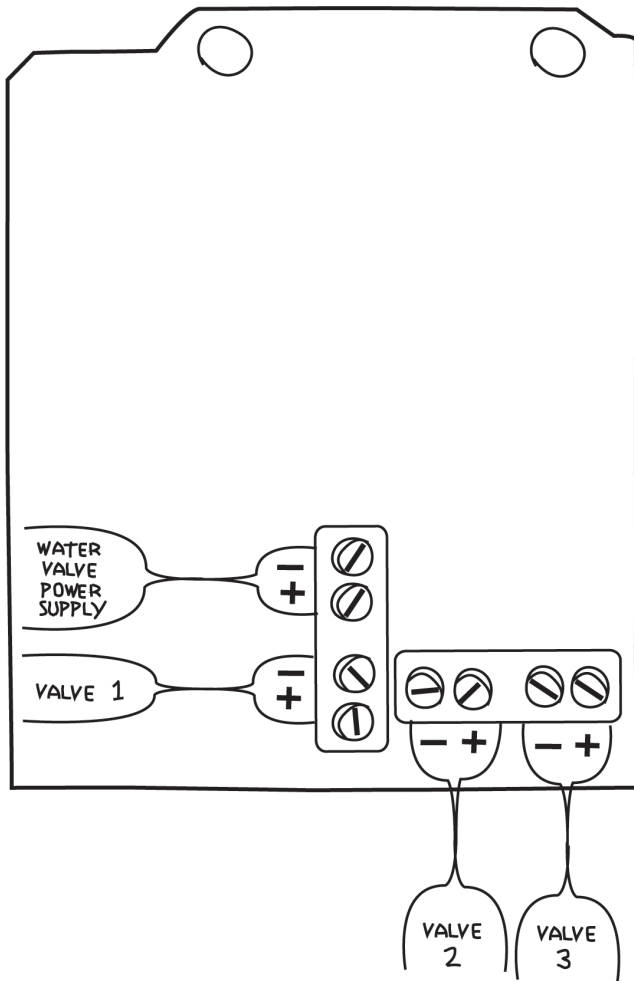 WATER
VALVE
POWER
SUPPLY
−
+
VALVE 1
−
+
− +
− +
VALVE
2
VALVE
3